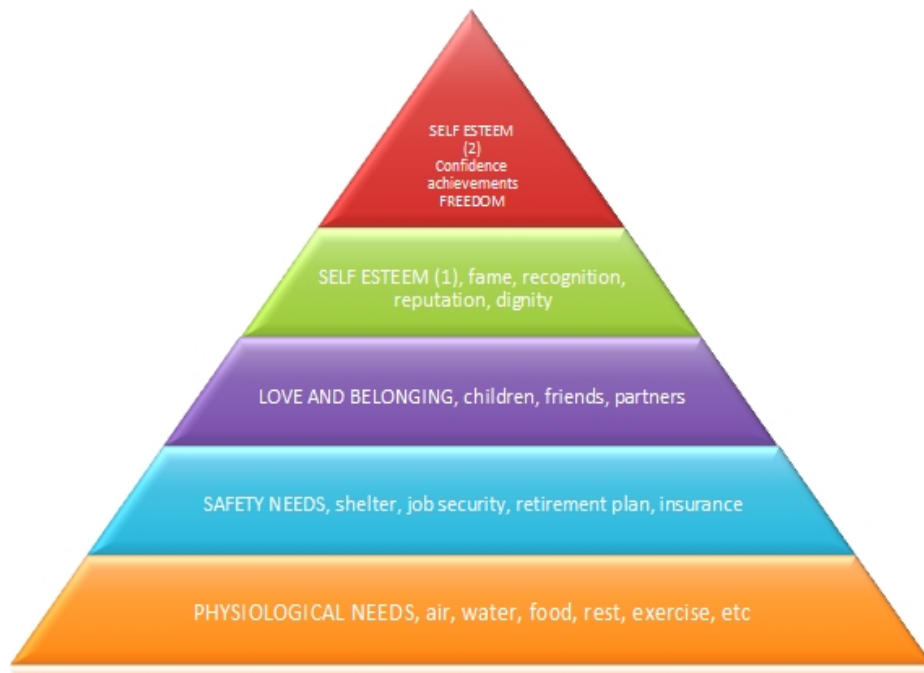 SELF ESTEEM
(2)
Confidence
achievements
FREEDOM
SELF ESTEEM (1), fame, recognition,
reputation, dignity
LOVE AND BELONGING, children, friends, partners
SAFETY NEEDS, shelter, job security, retirement plan, insurance
PHYSIOLOGICAL NEEDS, air, water, food, rest, exercise, etc